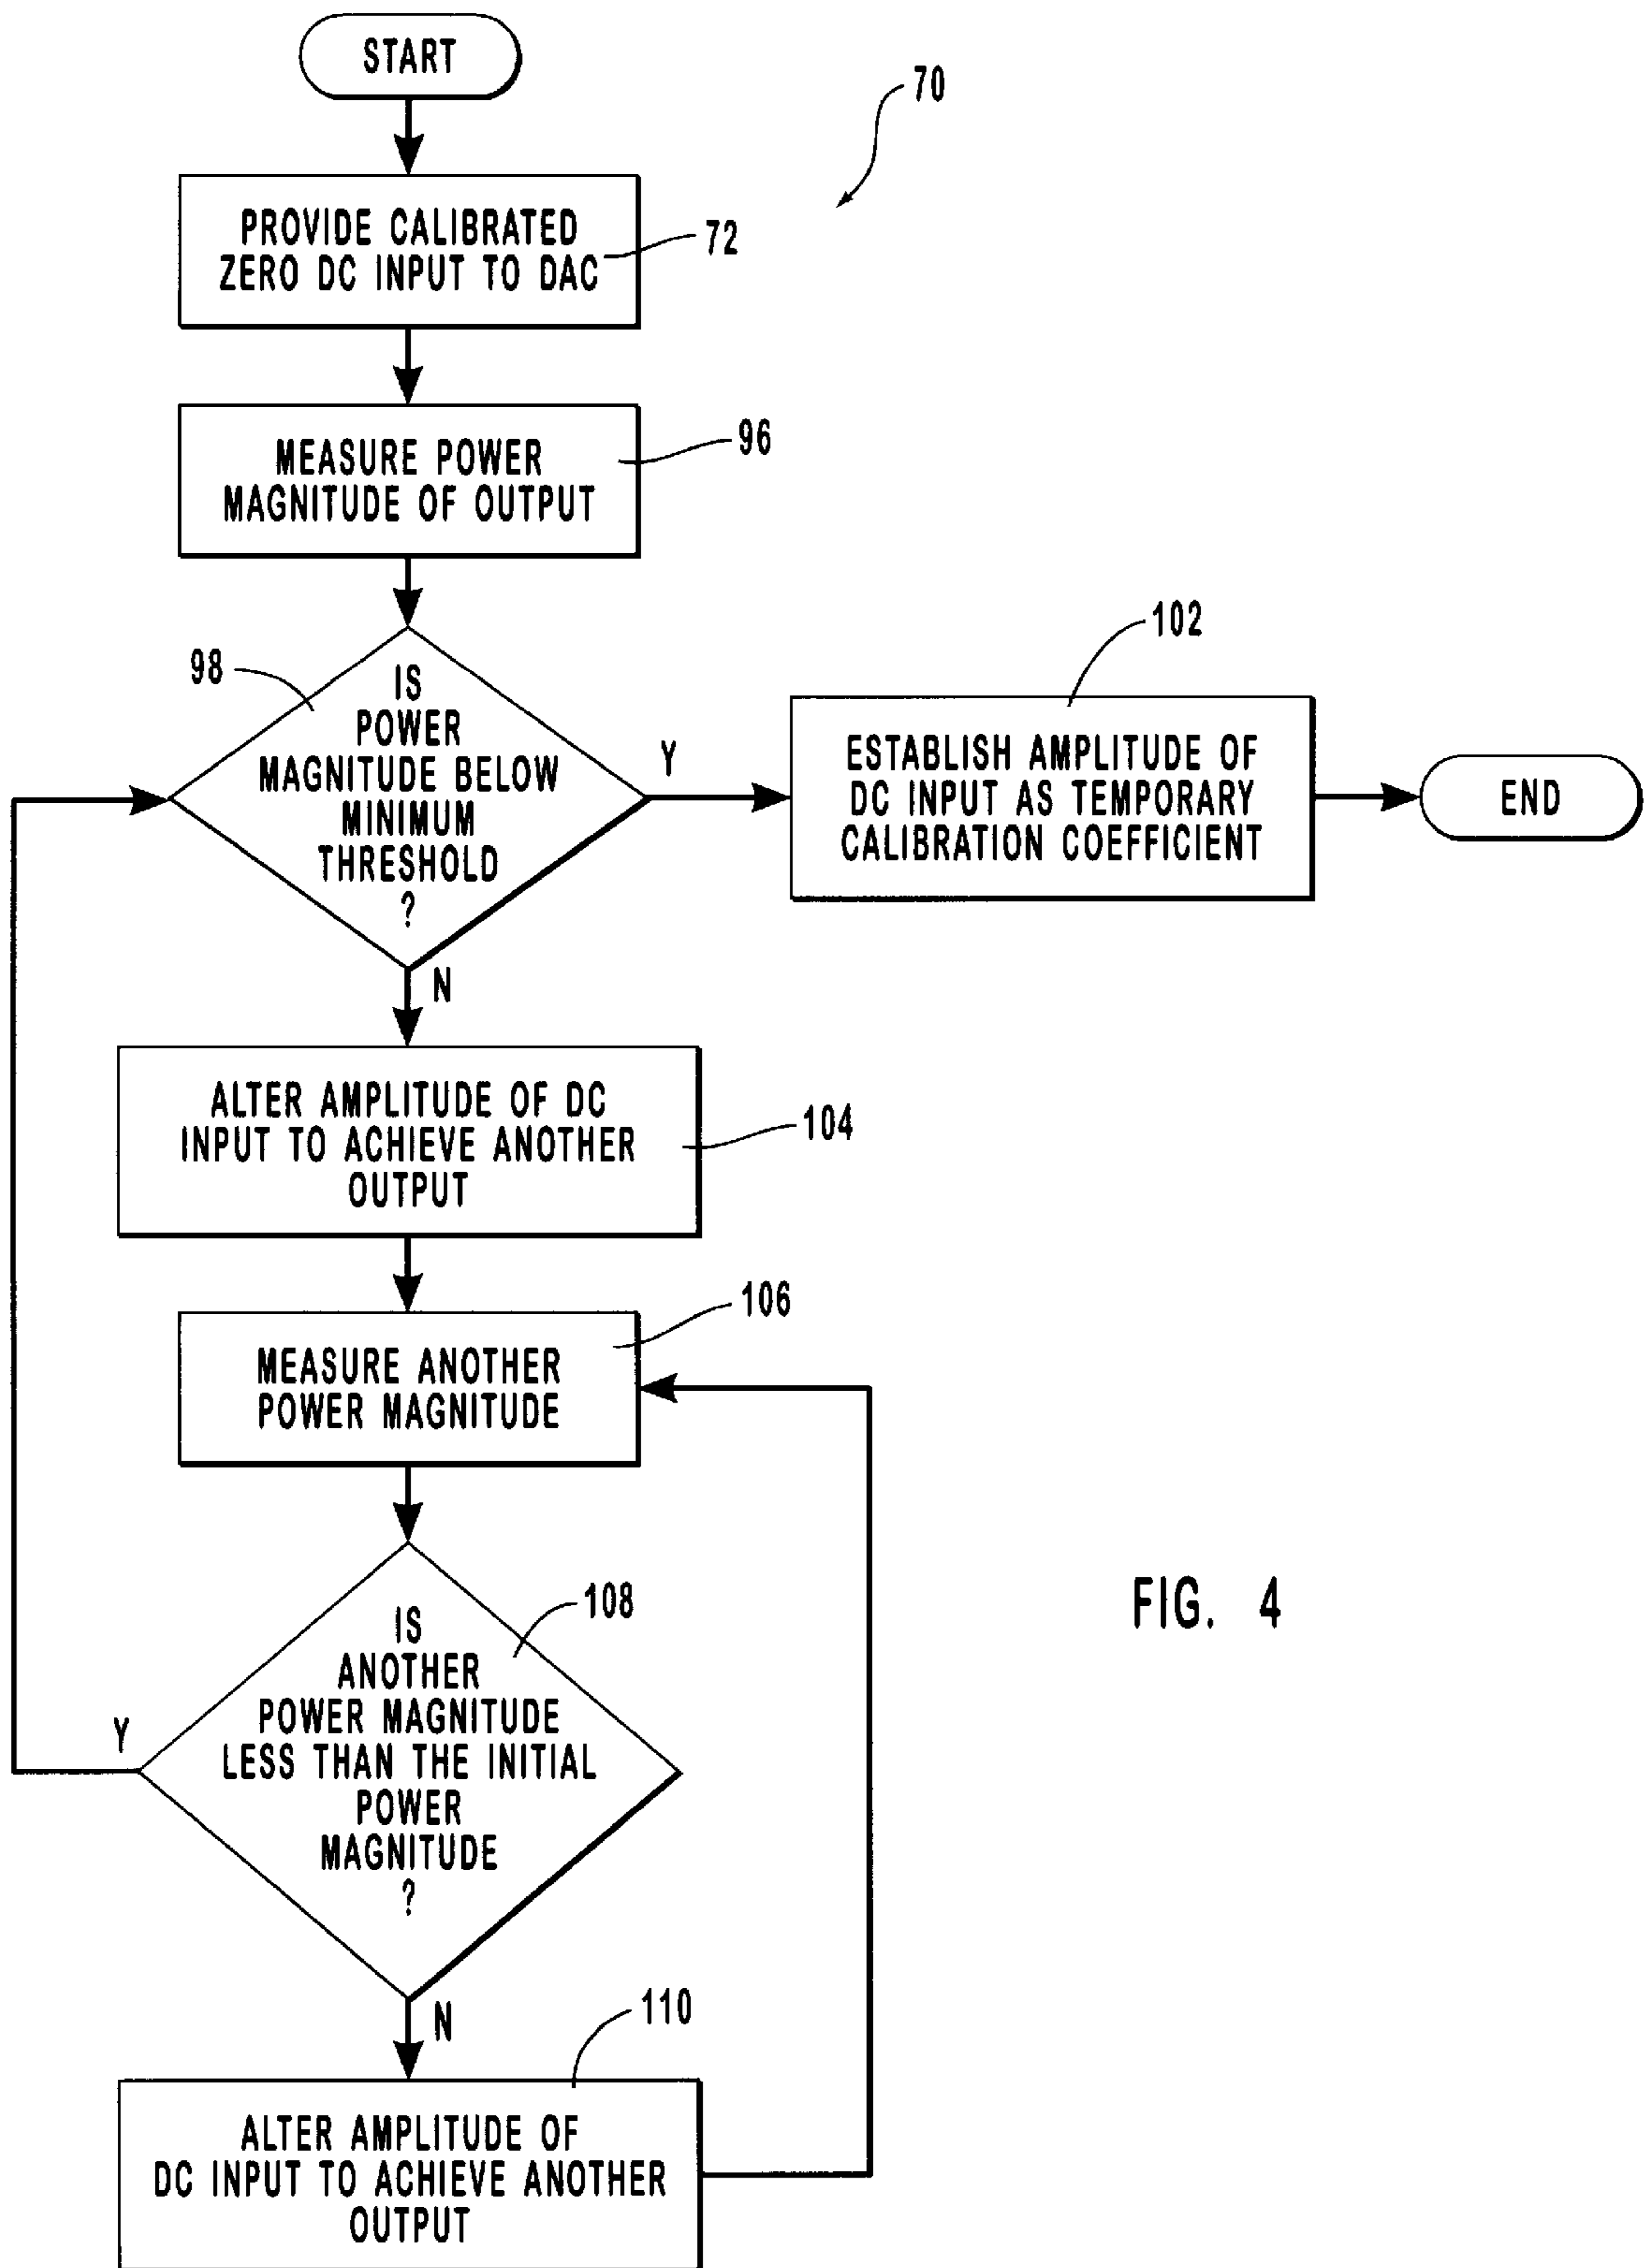 START
70
PROVIDE CALIBRATED
ZERO DC INPUT TO DAC
72
MEASURE POWER
MAGNITUDE OF OUTPUT
96
98
IS
POWER
MAGNITUDE BELOW
MINIMUM
THRESHOLD
?
Y
102
ESTABLISH AMPLITUDE OF
DC INPUT AS TEMPORARY
CALIBRATION COEFFICIENT
END
N
ALTER AMPLITUDE OF DC
INPUT TO ACHIEVE ANOTHER
OUTPUT
104
106
MEASURE ANOTHER
POWER MAGNITUDE
108
IS
ANOTHER
POWER MAGNITUDE
LESS THAN THE INITIAL
POWER
MAGNITUDE
?
Y
N
110
ALTER AMPLITUDE OF
DC INPUT TO ACHIEVE ANOTHER
OUTPUT
FIG. 4